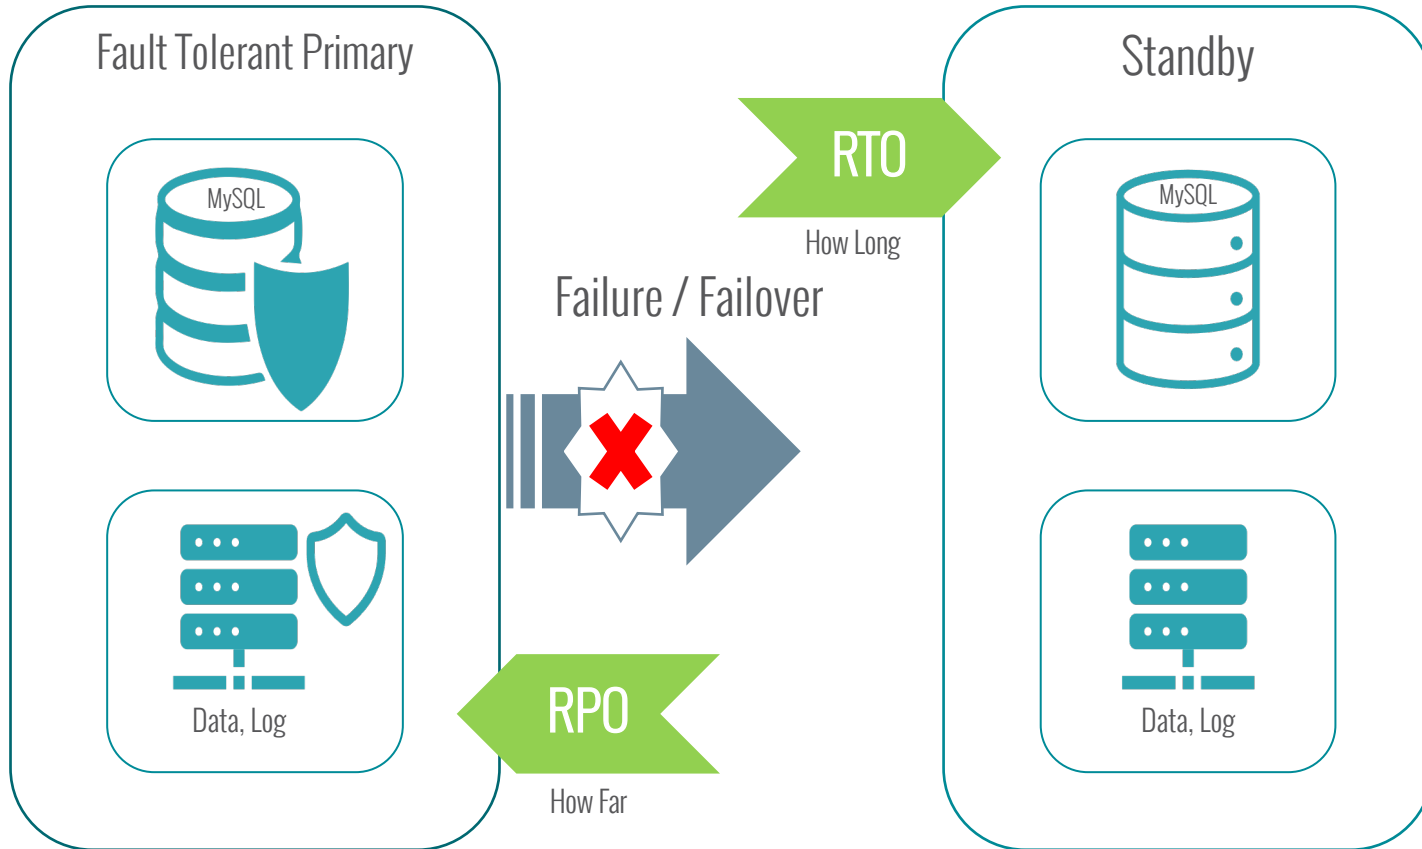 Fault Tolerant Primary
MySQL
Data, Log
RTO
How Long
Failure / Failover
RPO
How Far
Standby
MySQL
Data, Log